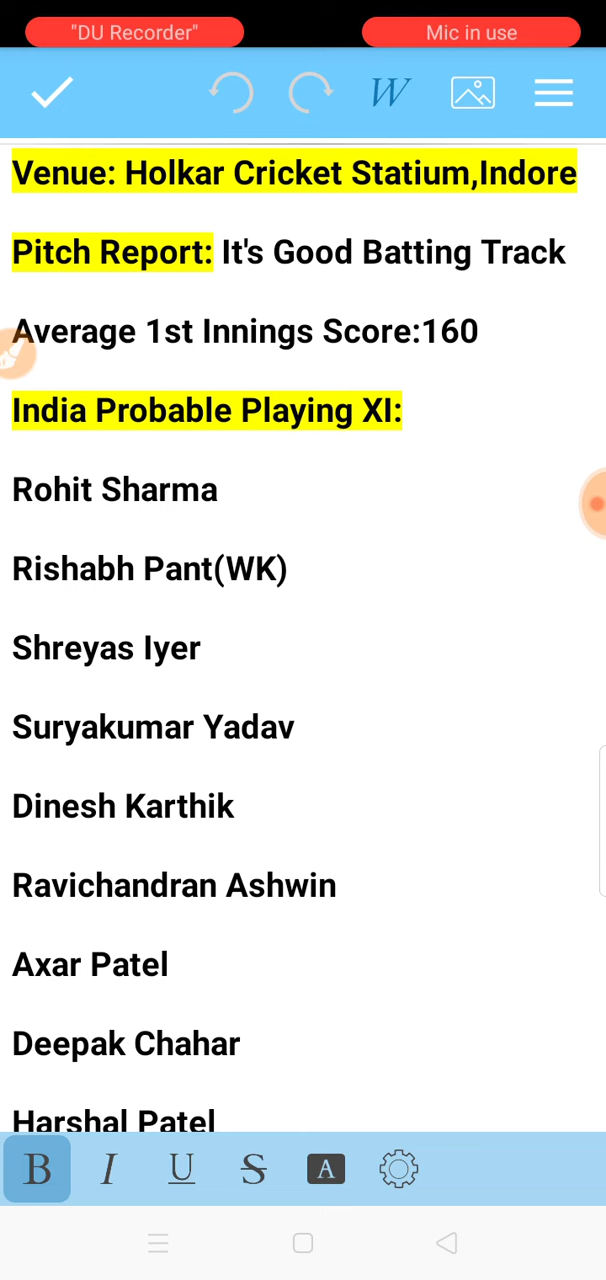 "DU Recorder" Mic in use
W
Venue: Holkar Cricket Statium,Indore
Pitch Report: It's Good Batting Track
Average 1st Innings Score:160
India Probable Playing XI:
Rohit Sharma
Rishabh Pant(WK)
Shreyas Iyer
Suryakumar Yadav
Dinesh Karthik
Ravichandran Ashwin
Axar Patel
Deepak Chahar
Harshal Patel
B I U S A